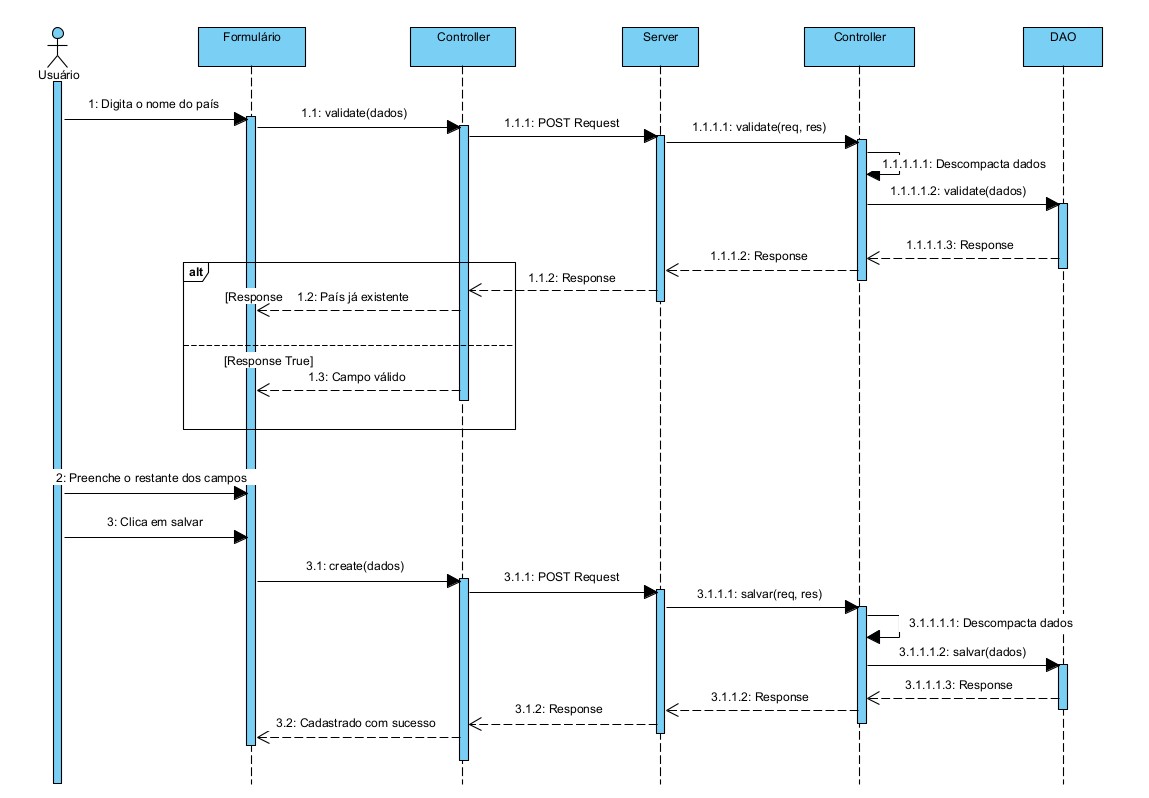 Usuário
Formulário
Controller
Server
Controller
DAO
1: Digita o nome do país
1.1: validate(dados)
1.1.1: POST Request
1.1.1.1: validate(req, res)
1.1.1.1.1: Descompacta dados
1.1.1.1.2: validate(dados)
1.1.1.1.3: Response
1.1.1.2: Response
1.1.2: Response
alt
[Response
1.2: País já existente
[Response True]
1.3: Campo válido
2: Preenche o restante dos campos
3: Clica em salvar
3.1: create(dados)
3.1.1: POST Request
3.1.1.1: salvar(req, res)
3.1.1.1.1: Descompacta dados
3.1.1.1.2: salvar(dados)
3.1.1.1.3: Response
3.1.1.2: Response
3.1.2: Response
3.2: Cadastrado com sucesso